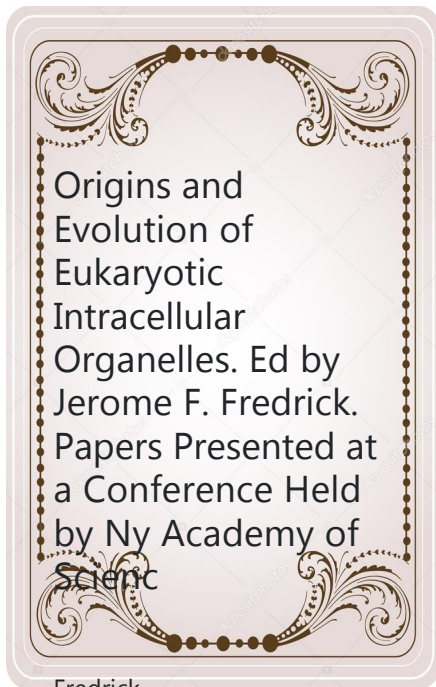 Origins and
Evolution of
Eukaryotic
Intracellular
Organelles. Ed by
Jerome F. Fredrick.
Papers Presented at
a Conference Held
by Ny Academy of
Scienc
Fredrick